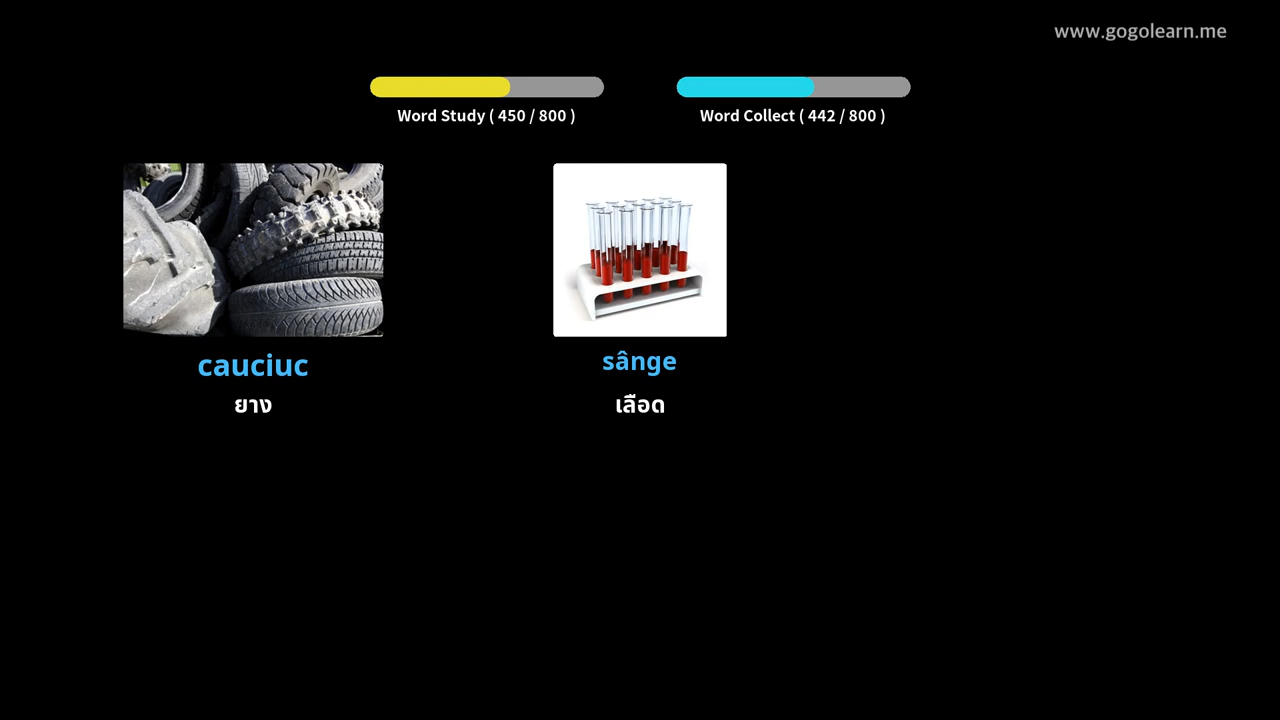 www.gogolearn.me
Word Study ( 450 / 800 )
Word Collect ( 442 / 800 )
cauciuc
ยาง
sânge
เลือด